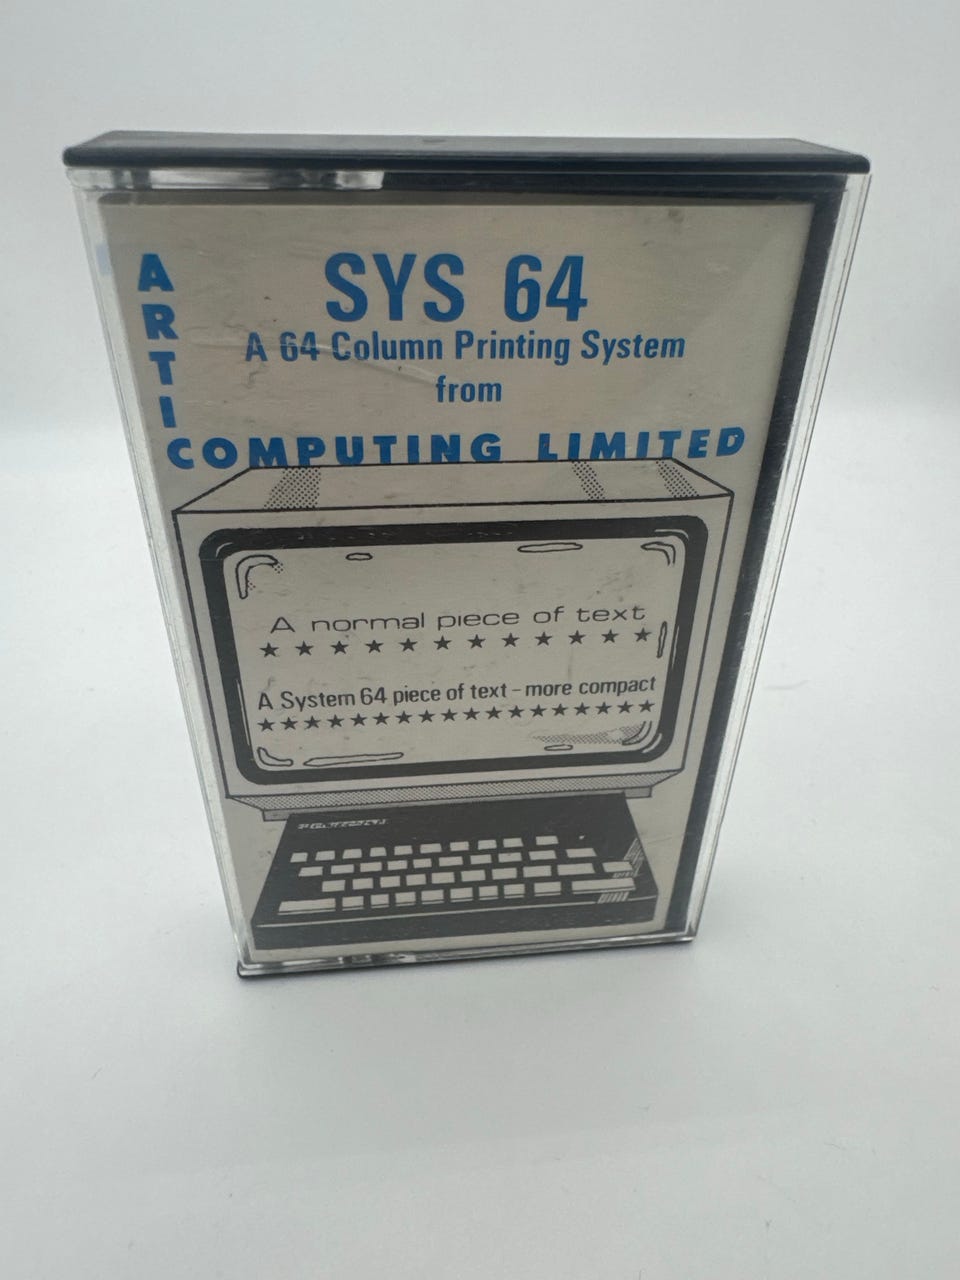 SYS 64
A 64 Column Printing System
from
ARTIC
COMPUTING LIMITED
A normal piece of text
★ ★ ★ ★ ★ ★ ★ ★ ★ ★ ★ ★
A System 64 piece of text – more compact
★★★★★★★★★★★★★★★★★★